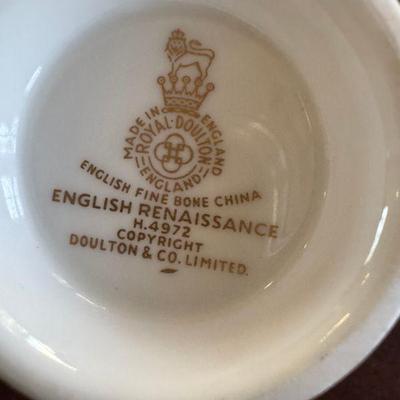 MADE IN ENGLAND
ROYAL·DOULTON
ENGLAND
ENGLISH FINE BONE CHINA
ENGLISH RENAISSANCE
H.4972
COPYRIGHT
DOULTON & CO. LIMITED.